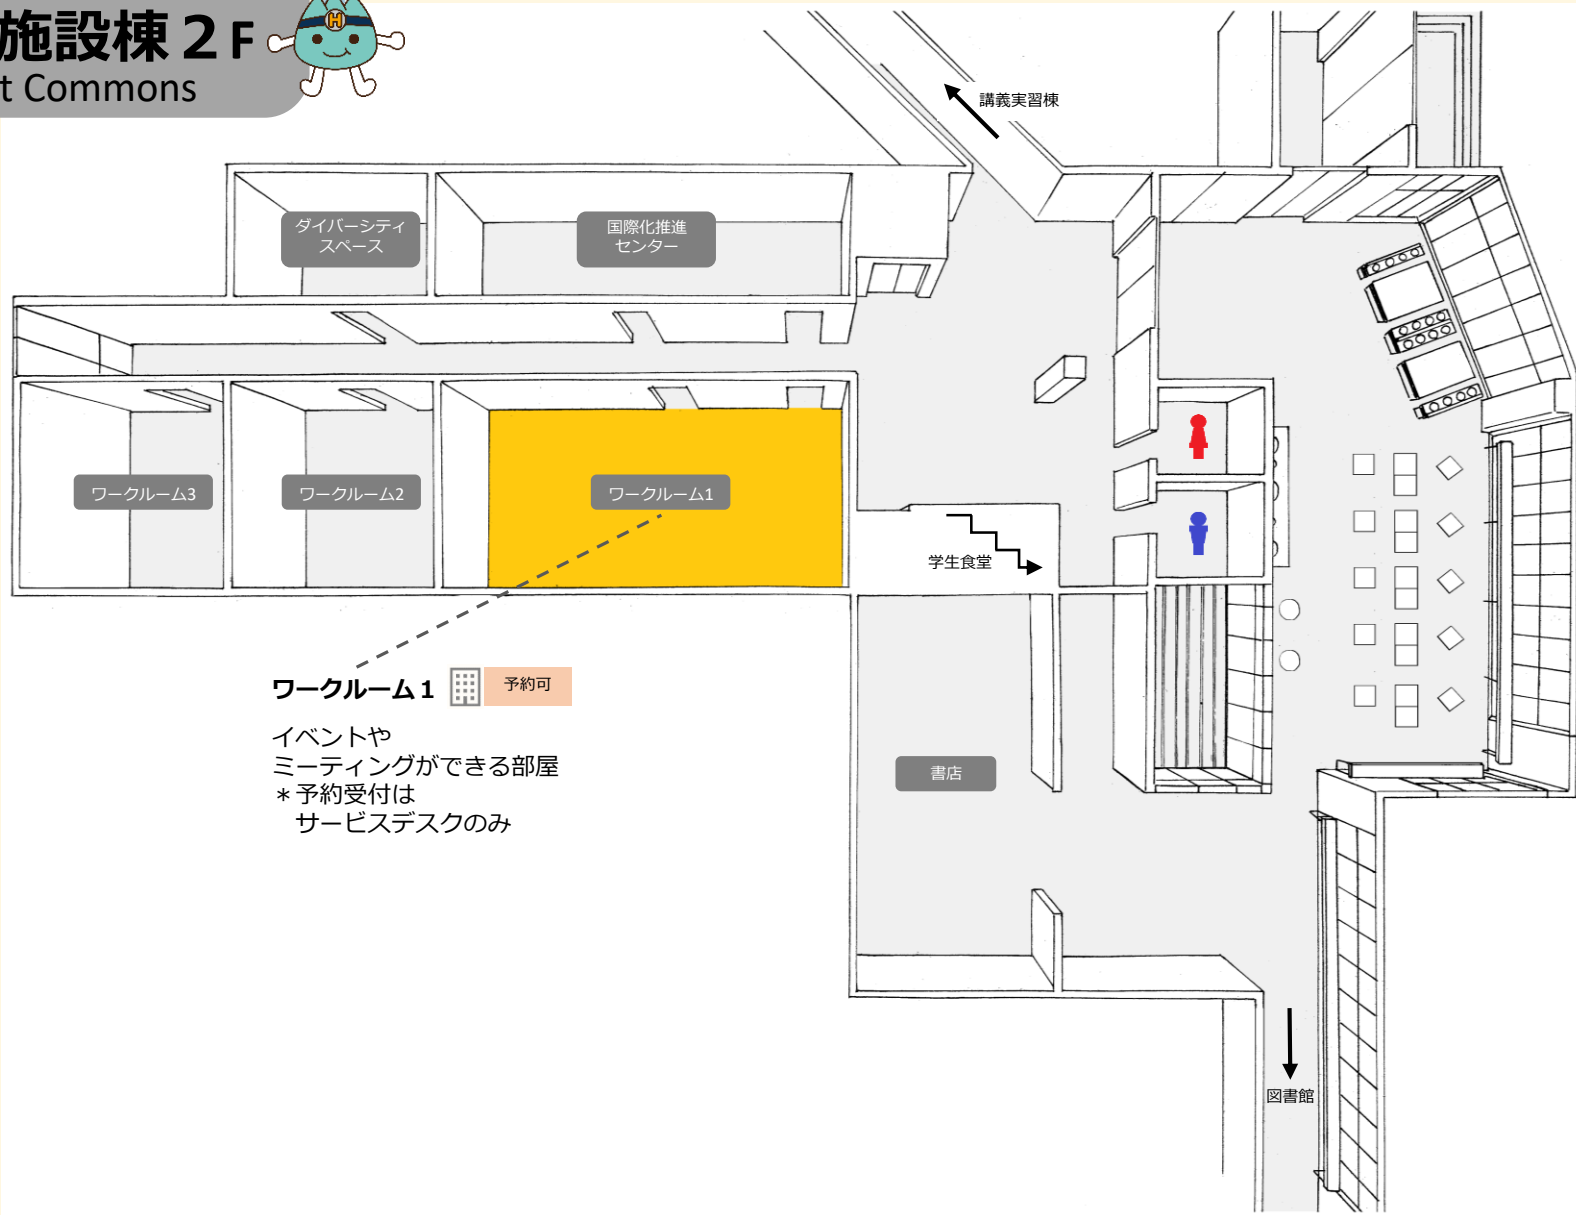 施設棟２F
t Commons
H
講義実習棟
ダイバーシティ
スペース
国際化推進
センター
ワークルーム3
ワークルーム2
ワークルーム1
学生食堂
ワークルーム１
予約可
イベントや
ミーティングができる部屋
＊予約受付は
サービスデスクのみ
書店
図書館